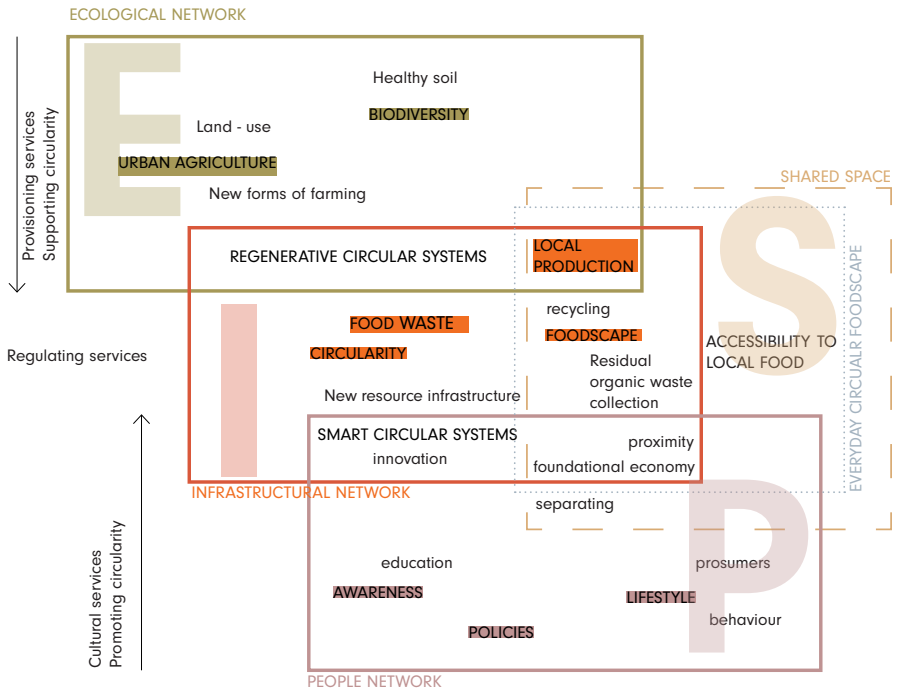 ECOLOGICAL NETWORK
E
Healthy soil
BIODIVERSITY
Land - use
URBAN AGRICULTURE
New forms of farming
Provisioning services
Supporting circularity
SHARED SPACE
S
REGENERATIVE CIRCULAR SYSTEMS
LOCAL
PRODUCTION
recycling
FOOD WASTE
FOODSCAPE
CIRCULARITY
I
Regulating services
ACCESSIBILITY TO
LOCAL FOOD
EVERYDAY CIRCUALR FOODSCAPE
Residual
organic waste
collection
New resource infrastructure
SMART CIRCULAR SYSTEMS
innovation
proximity
foundational economy
INFRASTRUCTURAL NETWORK
separating
P
education
prosumers
AWARENESS
LIFESTYLE
behaviour
POLICIES
Cultural services
Promoting circularity
PEOPLE NETWORK